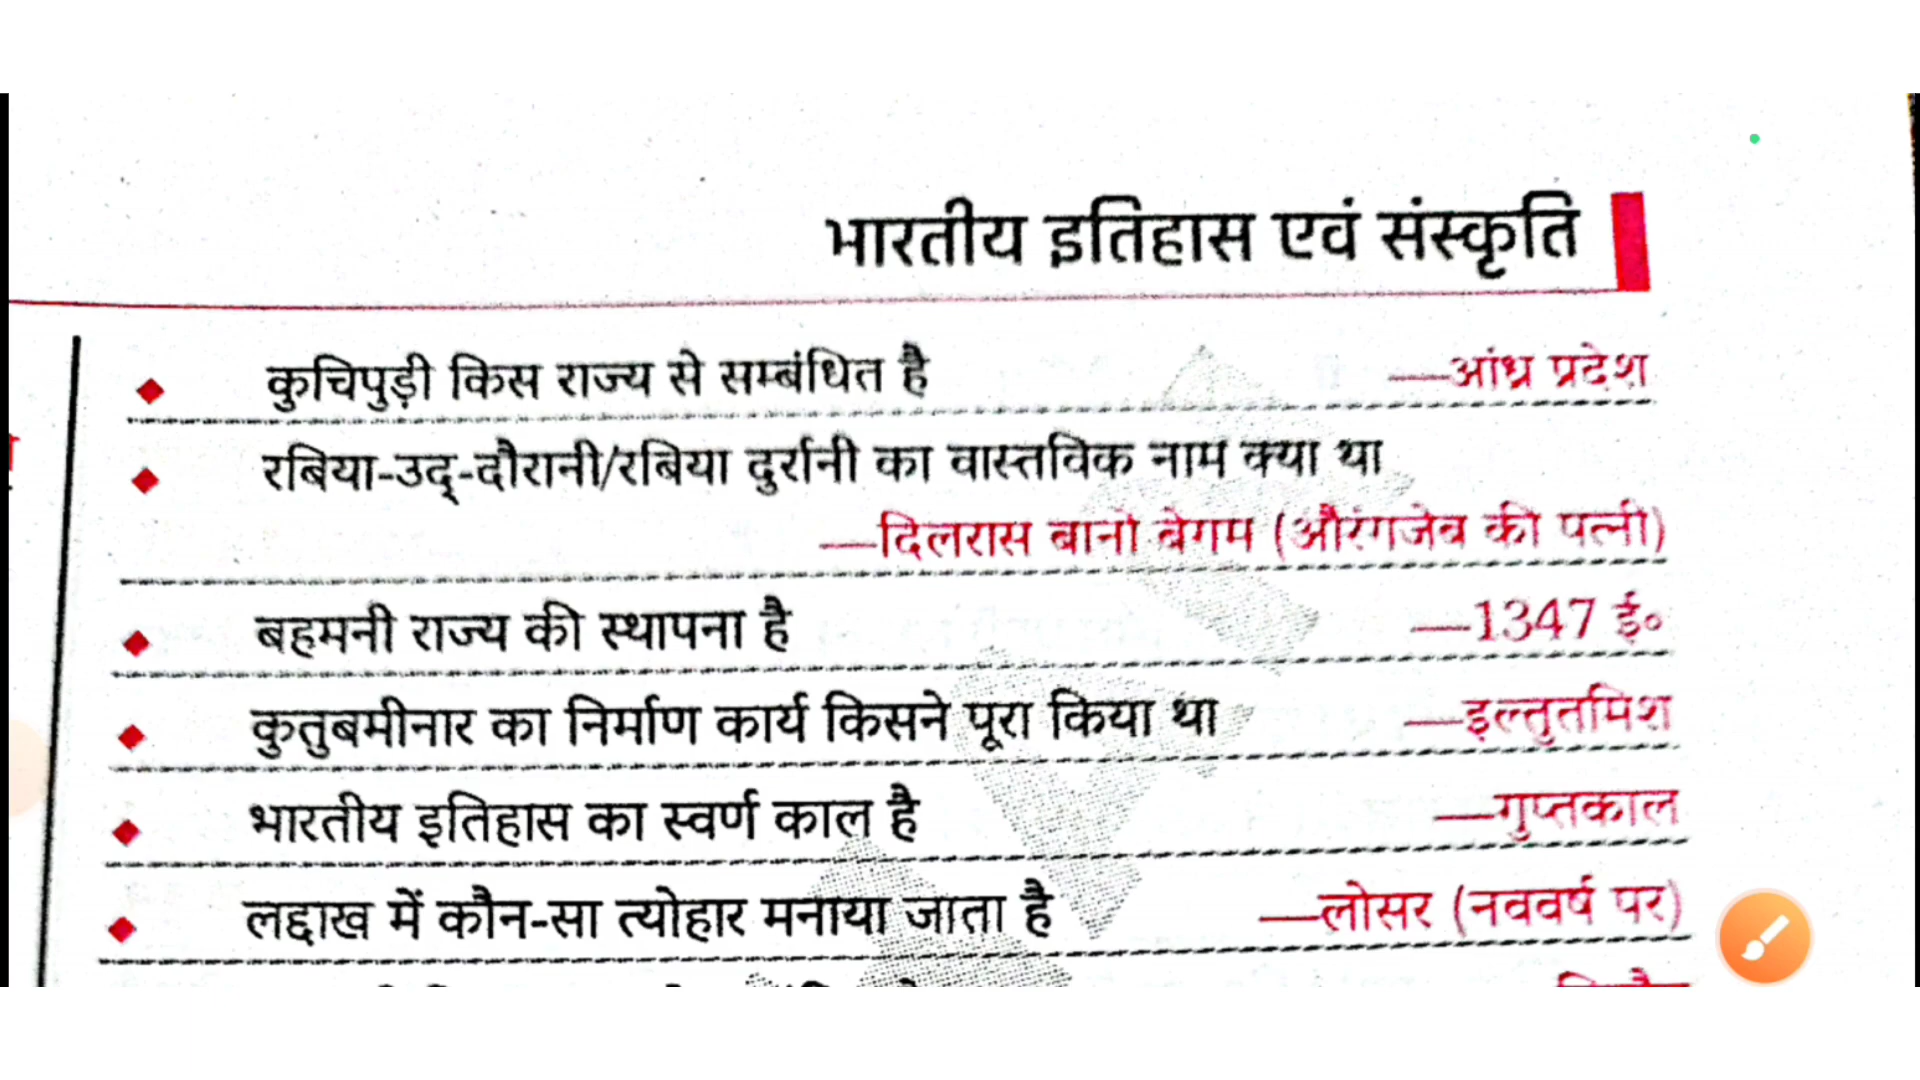 भारतीय इतिहास एवं संस्कृति
कुचिपुड़ी किस राज्य से सम्बंधित है —आंध्र प्रदेश
रबिया-उद्-दौरानी/रबिया दुर्रानी का वास्तविक नाम क्या था
—दिलरास बानो बेगम (औरंगजेब की पत्नी)
बहमनी राज्य की स्थापना है —1347 ई०
कुतुबमीनार का निर्माण कार्य किसने पूरा किया था —इल्तुतमिश
भारतीय इतिहास का स्वर्ण काल है —गुप्तकाल
लद्दाख में कौन-सा त्योहार मनाया जाता है —लोसर (नववर्ष पर)